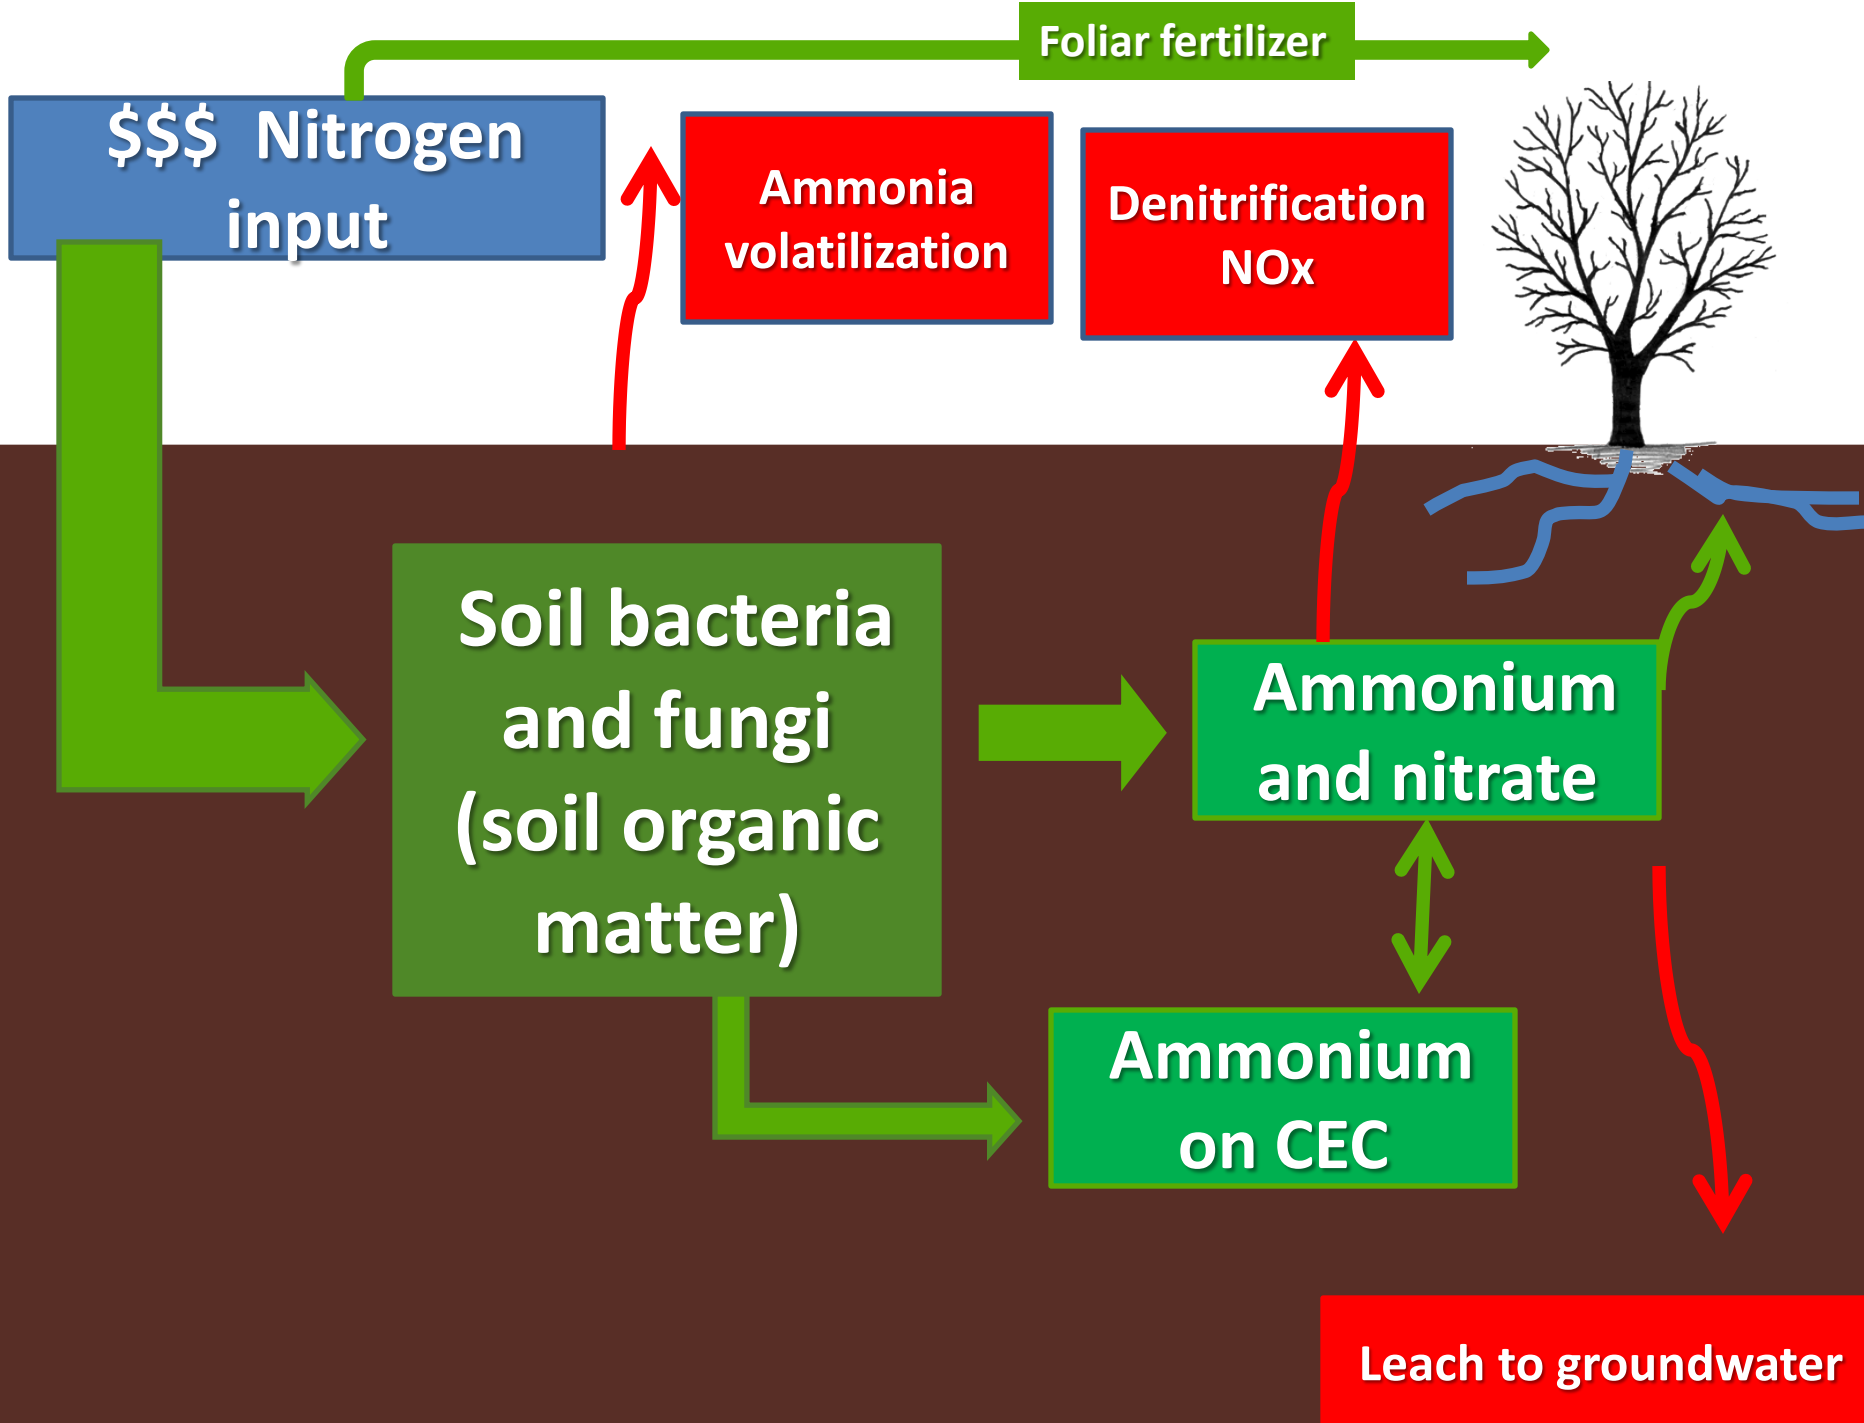 Foliar fertilizer
$$$ Nitrogen
input
Ammonia
volatilization
Denitrification
NOx
Soil bacteria
and fungi
(soil organic
matter)
Ammonium
and nitrate
Ammonium
on CEC
Leach to groundwater